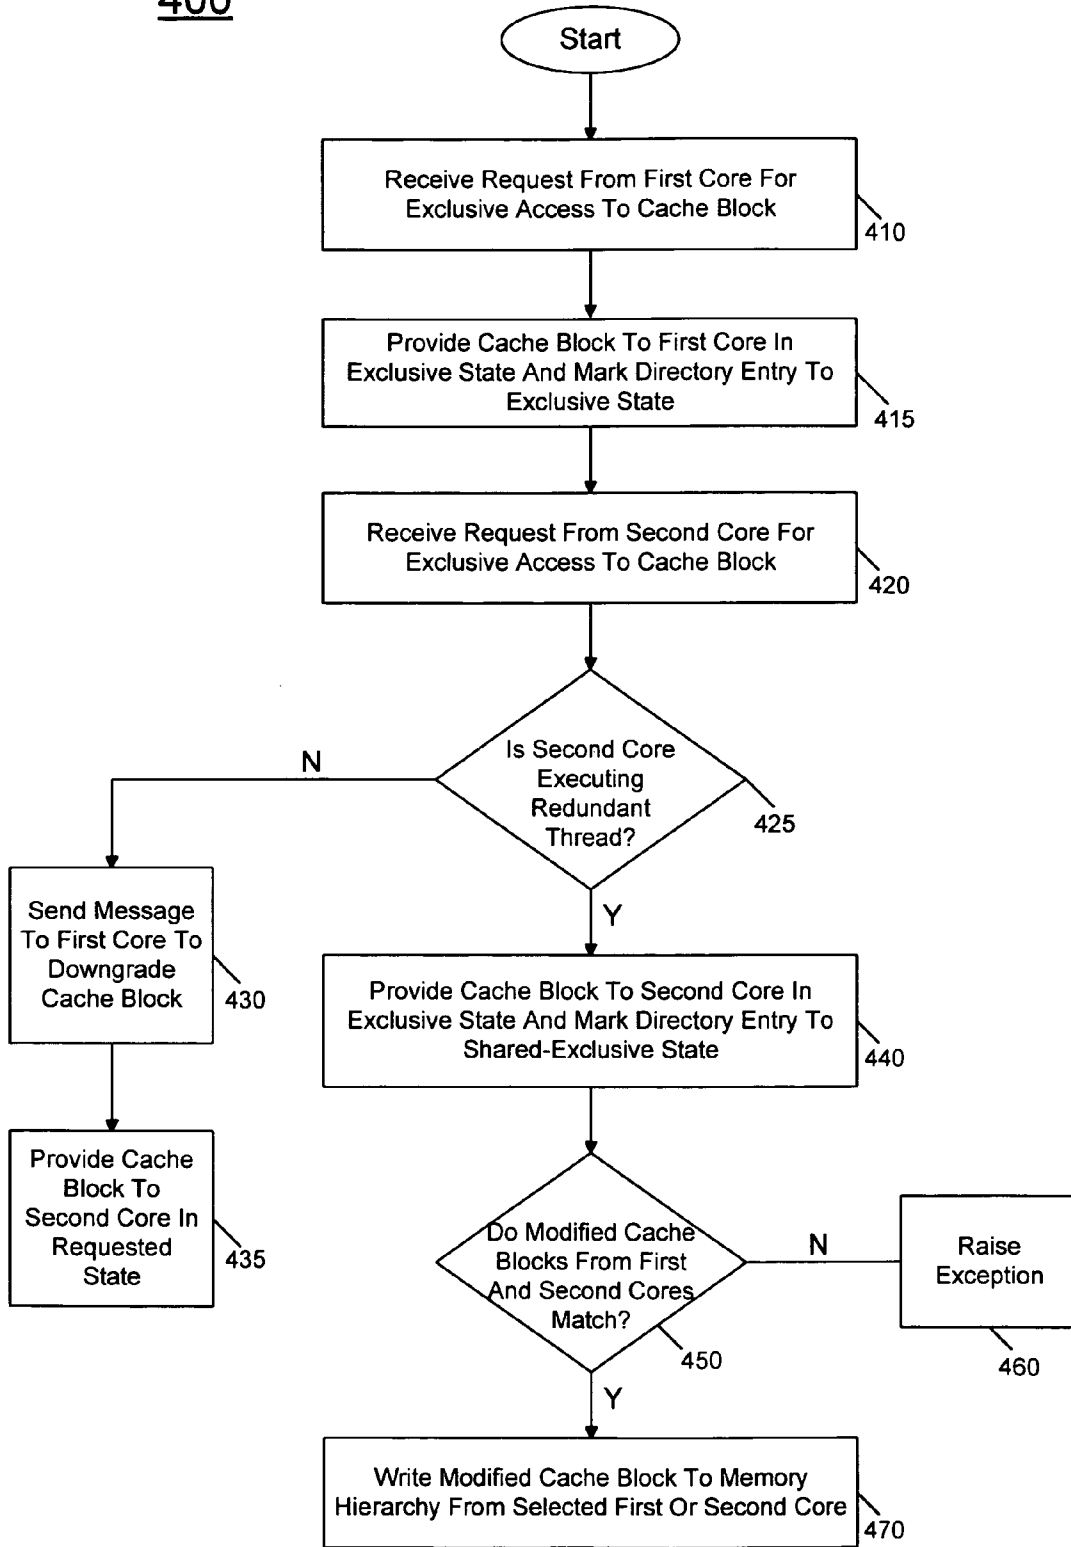 400
Start
Receive Request From First Core For
Exclusive Access To Cache Block
410
Provide Cache Block To First Core In
Exclusive State And Mark Directory Entry To
Exclusive State
415
Receive Request From Second Core For
Exclusive Access To Cache Block
420
Is Second Core
Executing
Redundant
Thread?
425
N
Y
Send Message
To First Core To
Downgrade
Cache Block
430
Provide Cache Block To Second Core In
Exclusive State And Mark Directory Entry To
Shared-Exclusive State
440
Provide Cache
Block To
Second Core In
Requested
State
435
Do Modified Cache
Blocks From First
And Second Cores
Match?
450
N
Raise
Exception
460
Y
Write Modified Cache Block To Memory
Hierarchy From Selected First Or Second Core
470